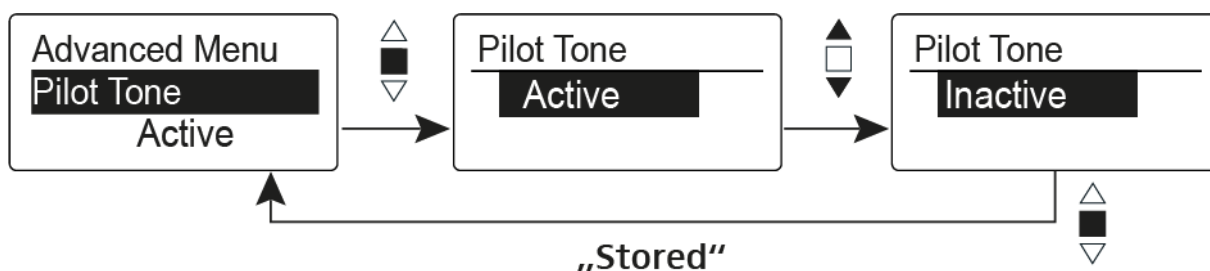 Advanced Menu
Pilot Tone
Active
Pilot Tone
Active
Pilot Tone
Inactive
„Stored“